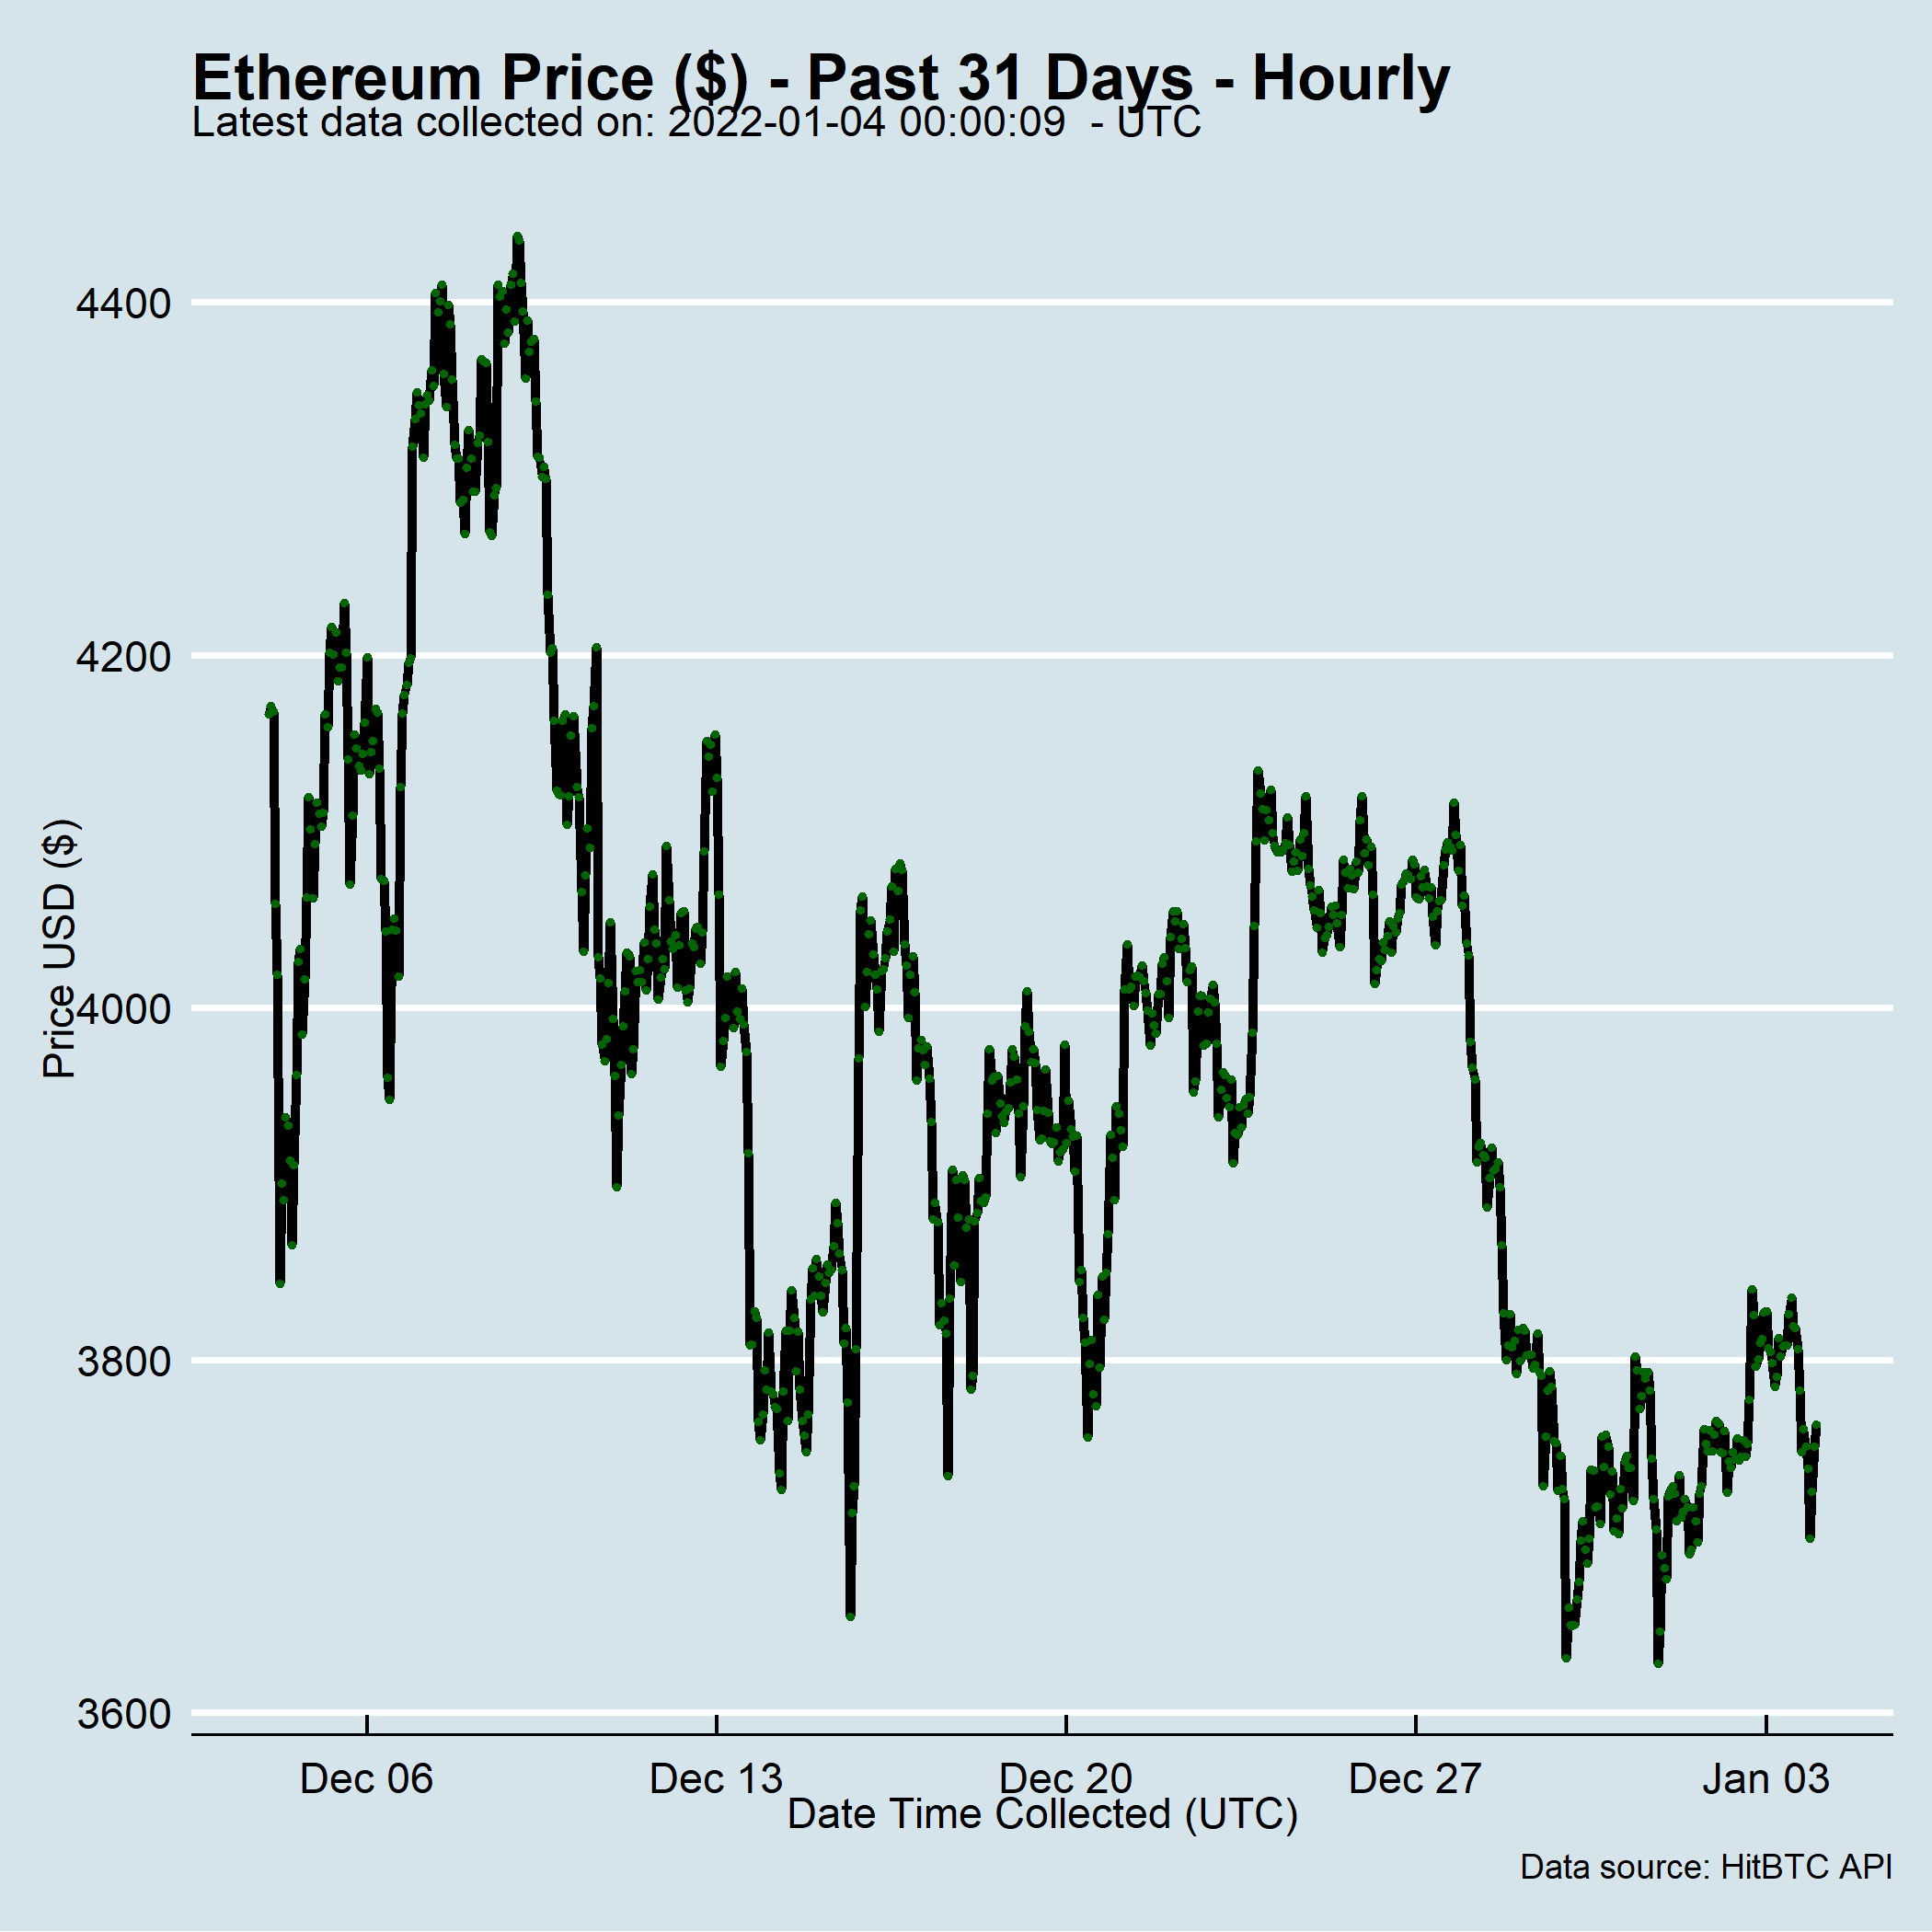 Ethereum Price ($) - Past 31 Days - Hourly
Latest data collected on: 2022-01-04 00:00:09  - UTC
4400
4200
4000
3800
3600
Price USD ($)
Dec 06
Dec 13
Dec 20
Dec 27
Jan 03
Date Time Collected (UTC)
Data source: HitBTC API